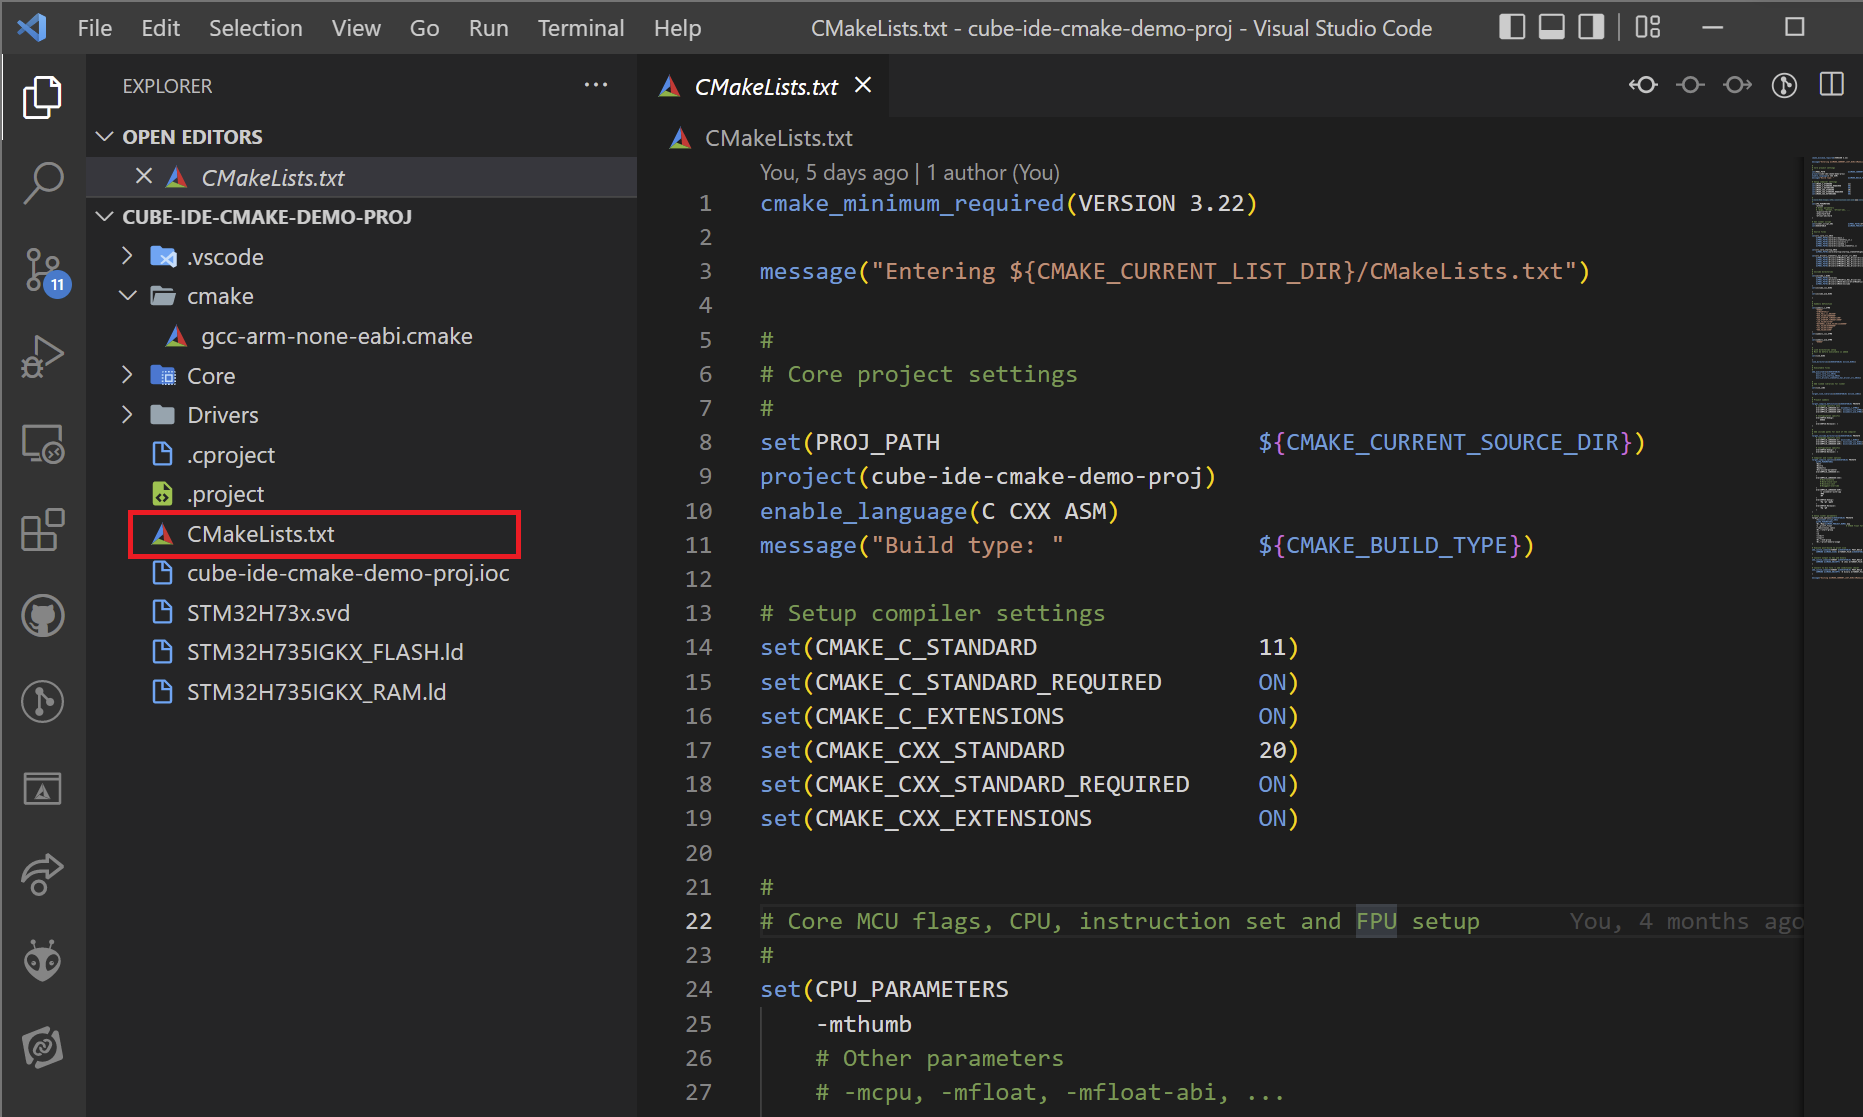 File Edit Selection View Go Run Terminal Help CMakeLists.txt - cube-ide-cmake-demo-proj - Visual Studio Code
EXPLORER ···
OPEN EDITORS
CMakeLists.txt
CUBE-IDE-CMAKE-DEMO-PROJ
.vscode
cmake
gcc-arm-none-eabi.cmake
Core
Drivers
.cproject
.project
CMakeLists.txt
cube-ide-cmake-demo-proj.ioc
STM32H73x.svd
STM32H735IGKX_FLASH.ld
STM32H735IGKX_RAM.ld
11
CMakeLists.txt
CMakeLists.txt
You, 5 days ago | 1 author (You)
1 cmake_minimum_required(VERSION 3.22)
2
3 message("Entering ${CMAKE_CURRENT_LIST_DIR}/CMakeLists.txt")
4
5 #
6 # Core project settings
7 #
8 set(PROJ_PATH ${CMAKE_CURRENT_SOURCE_DIR})
9 project(cube-ide-cmake-demo-proj)
10 enable_language(C CXX ASM)
11 message("Build type: " ${CMAKE_BUILD_TYPE})
12
13 # Setup compiler settings
14 set(CMAKE_C_STANDARD 11)
15 set(CMAKE_C_STANDARD_REQUIRED ON)
16 set(CMAKE_C_EXTENSIONS ON)
17 set(CMAKE_CXX_STANDARD 20)
18 set(CMAKE_CXX_STANDARD_REQUIRED ON)
19 set(CMAKE_CXX_EXTENSIONS ON)
20
21 #
22 # Core MCU flags, CPU, instruction set and FPU setup You, 4 months ago
23 #
24 set(CPU_PARAMETERS
25 -mthumb
26 # Other parameters
27 # -mcpu, -mfloat, -mfloat-abi, ...